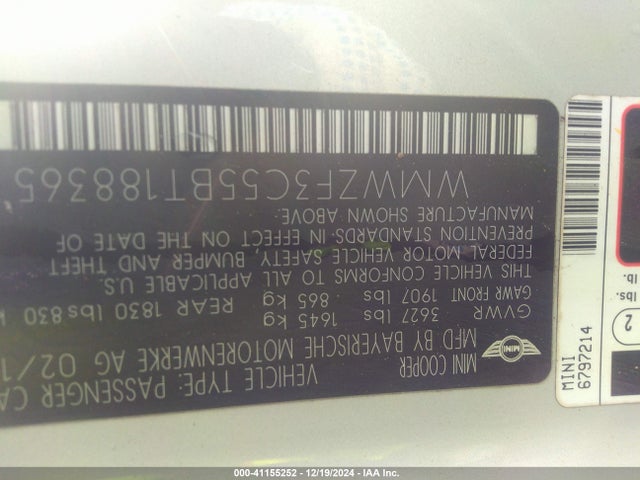 MFD BY BAYERISCHE MOTORENWERKE AG 02/1
MINI COOPER
GVWR 3627 lbs 1645 kg
GAWR FRONT 1907 lbs 865 kg REAR 1830 lbs 830 k
THIS VEHICLE CONFORMS TO ALL APPLICABLE U.S.
FEDERAL MOTOR VEHICLE SAFETY, BUMPER AND THEFT
PREVENTION STANDARDS IN EFFECT ON THE DATE OF
MANUFACTURE SHOWN ABOVE.
WMWZF3C55BT188365
VEHICLE TYPE: PASSENGER CA
MINI
MINI
6797214
lbs.
2
000-41155252 - 12/19/2024 - IAA Inc.